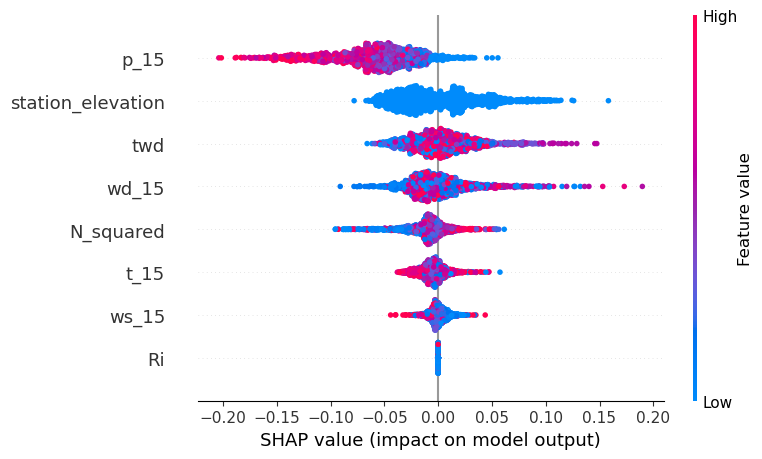 High
p_15
station_elevation
twd
wd_15
N_squared
t_15
ws_15
Ri
Feature value
Low
−0.20 −0.15 −0.10 −0.05 0.00 0.05 0.10 0.15 0.20
SHAP value (impact on model output)